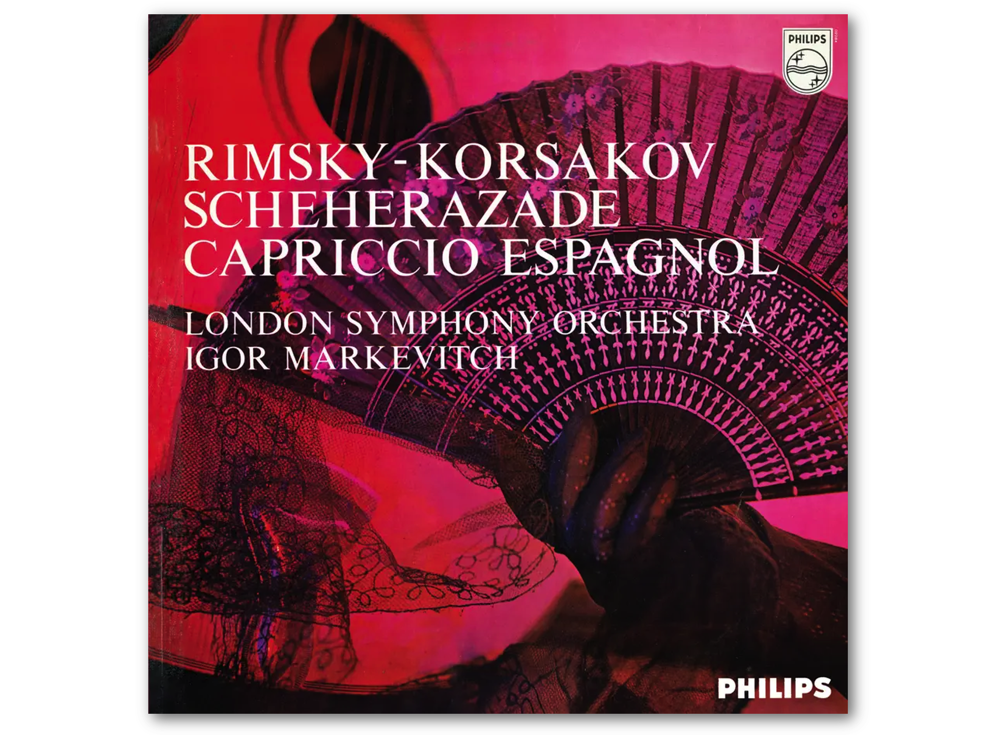 PHILIPS
RIMSKY-KORSAKOV
SCHEHERAZADE
CAPRICCIO ESPAGNOL
LONDON SYMPHONY ORCHESTRA
IGOR MARKEVITCH
PHILIPS